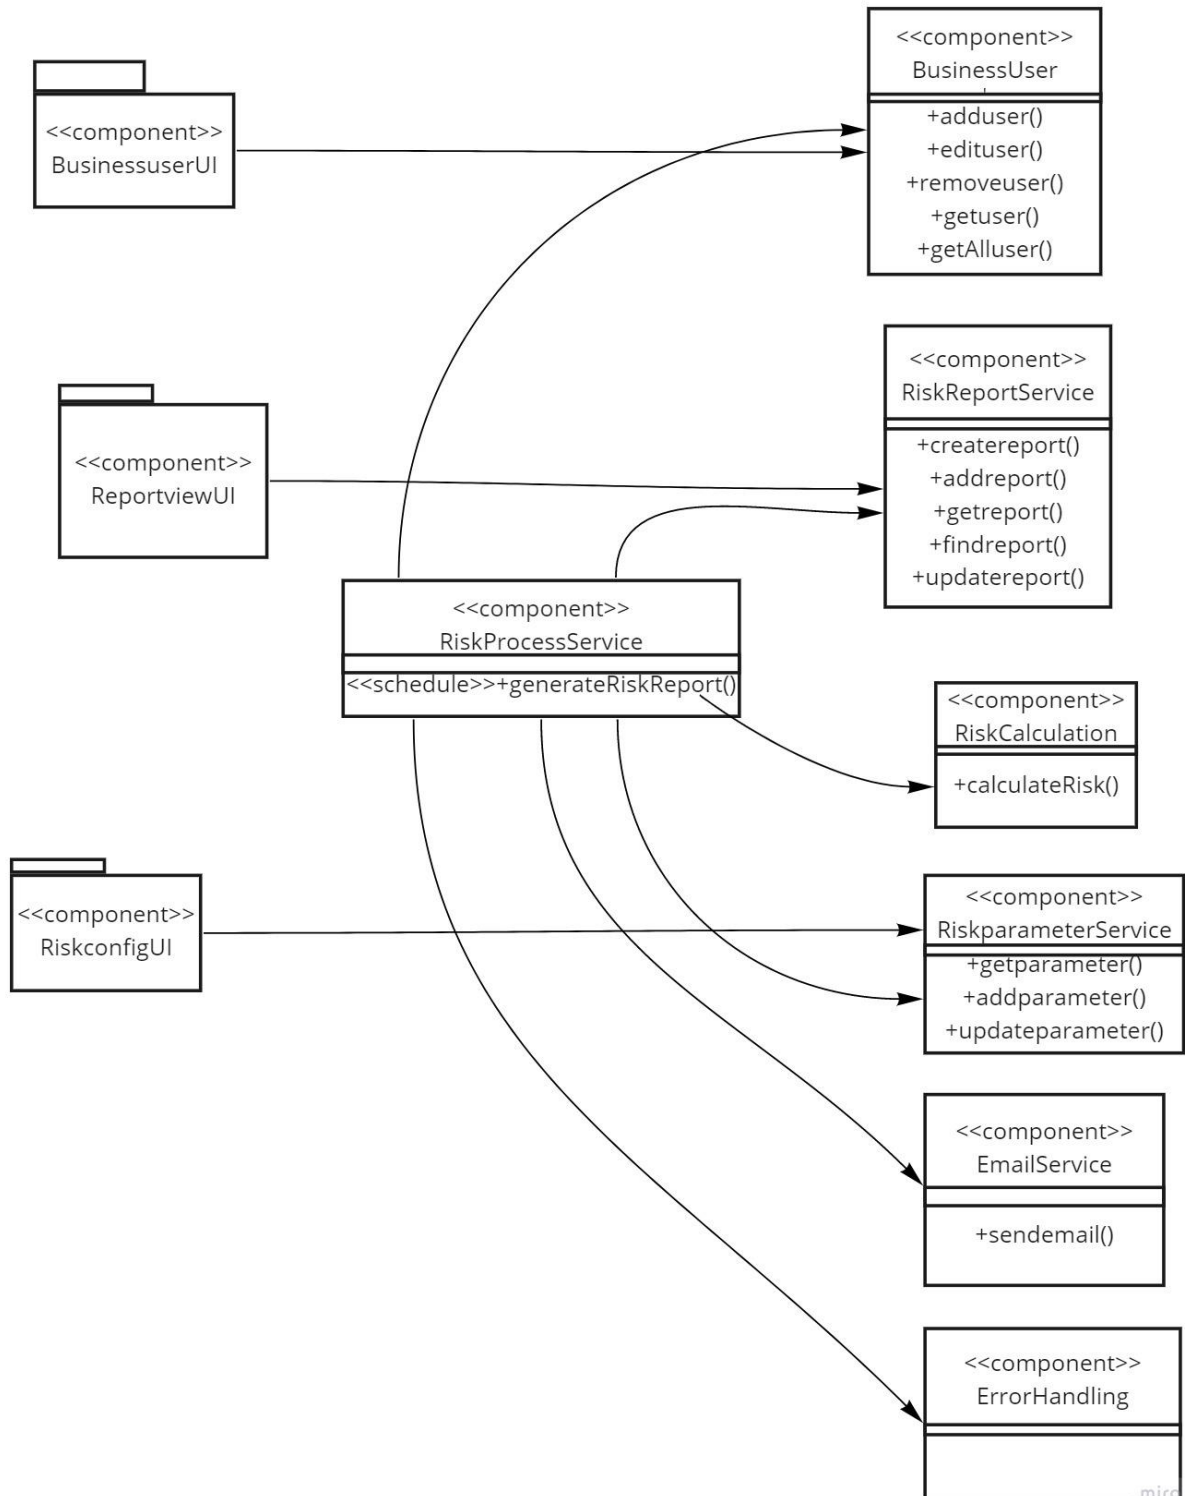 <<component>>
BusinessUser
+adduser()
+edituser()
+removeuser()
+getuser()
+getAlluser()
<<component>>
BusinessuserUI
<<component>>
RiskReportService
+createreport()
+addreport()
+getreport()
+findreport()
+updatereport()
<<component>>
ReportviewUI
<<component>>
RiskProcessService
<<schedule>>+generateRiskReport()
<<component>>
RiskCalculation
+calculateRisk()
<<component>>
RiskparameterService
+getparameter()
+addparameter()
+updateparameter()
<<component>>
RiskconfigUI
<<component>>
EmailService
+sendemail()
<<component>>
ErrorHandling
miro